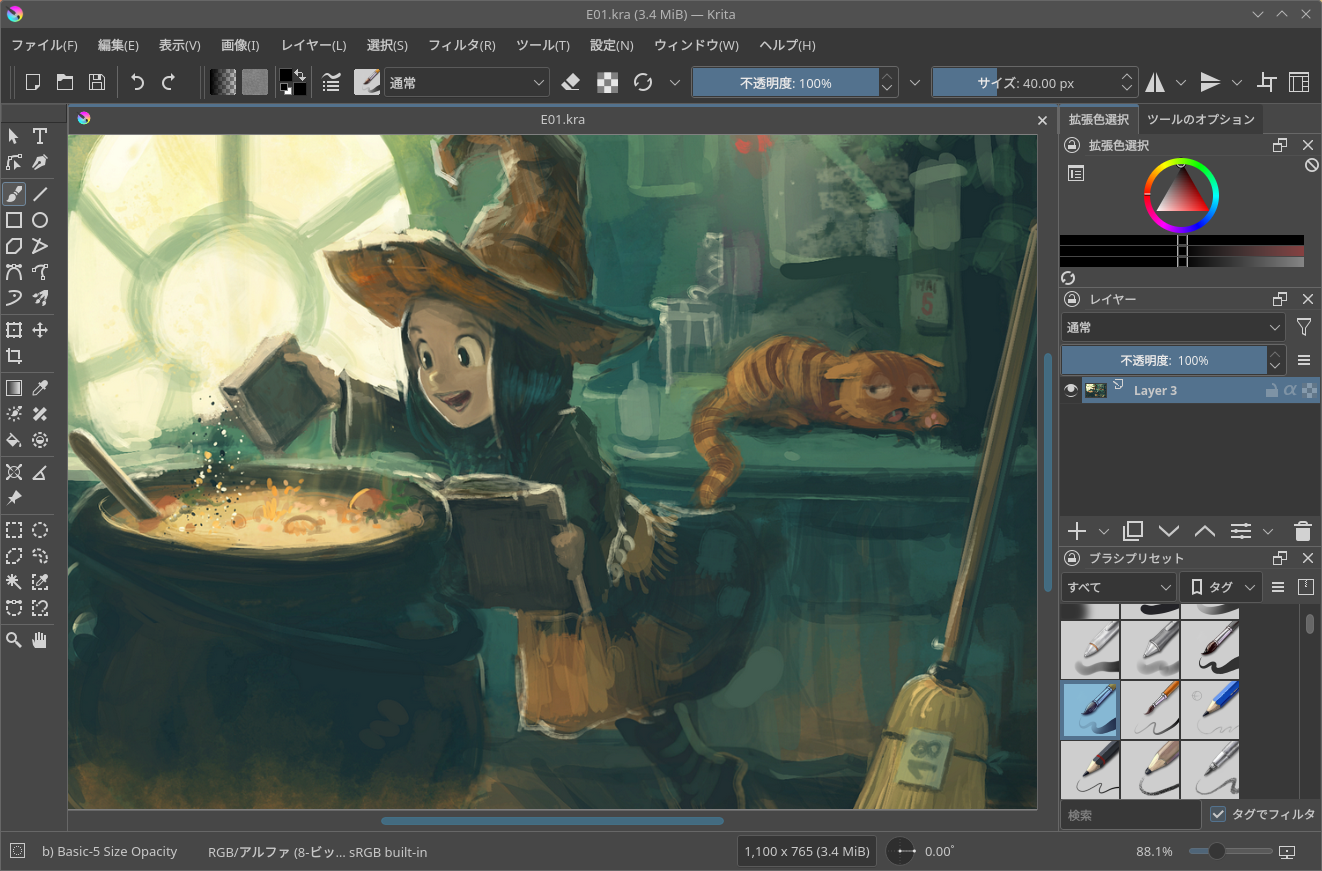 E01.kra (3.4 MiB) — Krita
ファイル(F) 編集(E) 表示(V) 画像(I) レイヤー(L) 選択(S) フィルタ(R) ツール(T) 設定(N) ウィンドウ(W) ヘルプ(H)
通常 不透明度: 100% サイズ: 40.00 px
E01.kra
拡張色選択 ツールのオプション
拡張色選択
レイヤー
通常
不透明度: 100%
Layer 3
ブラシプリセット
すべて タグ
検索 タグでフィルタ
MAI
5
18
b) Basic-5 Size Opacity RGB/アルファ (8-ビッ... sRGB built-in 1,100 x 765 (3.4 MiB) 0.00° 88.1%